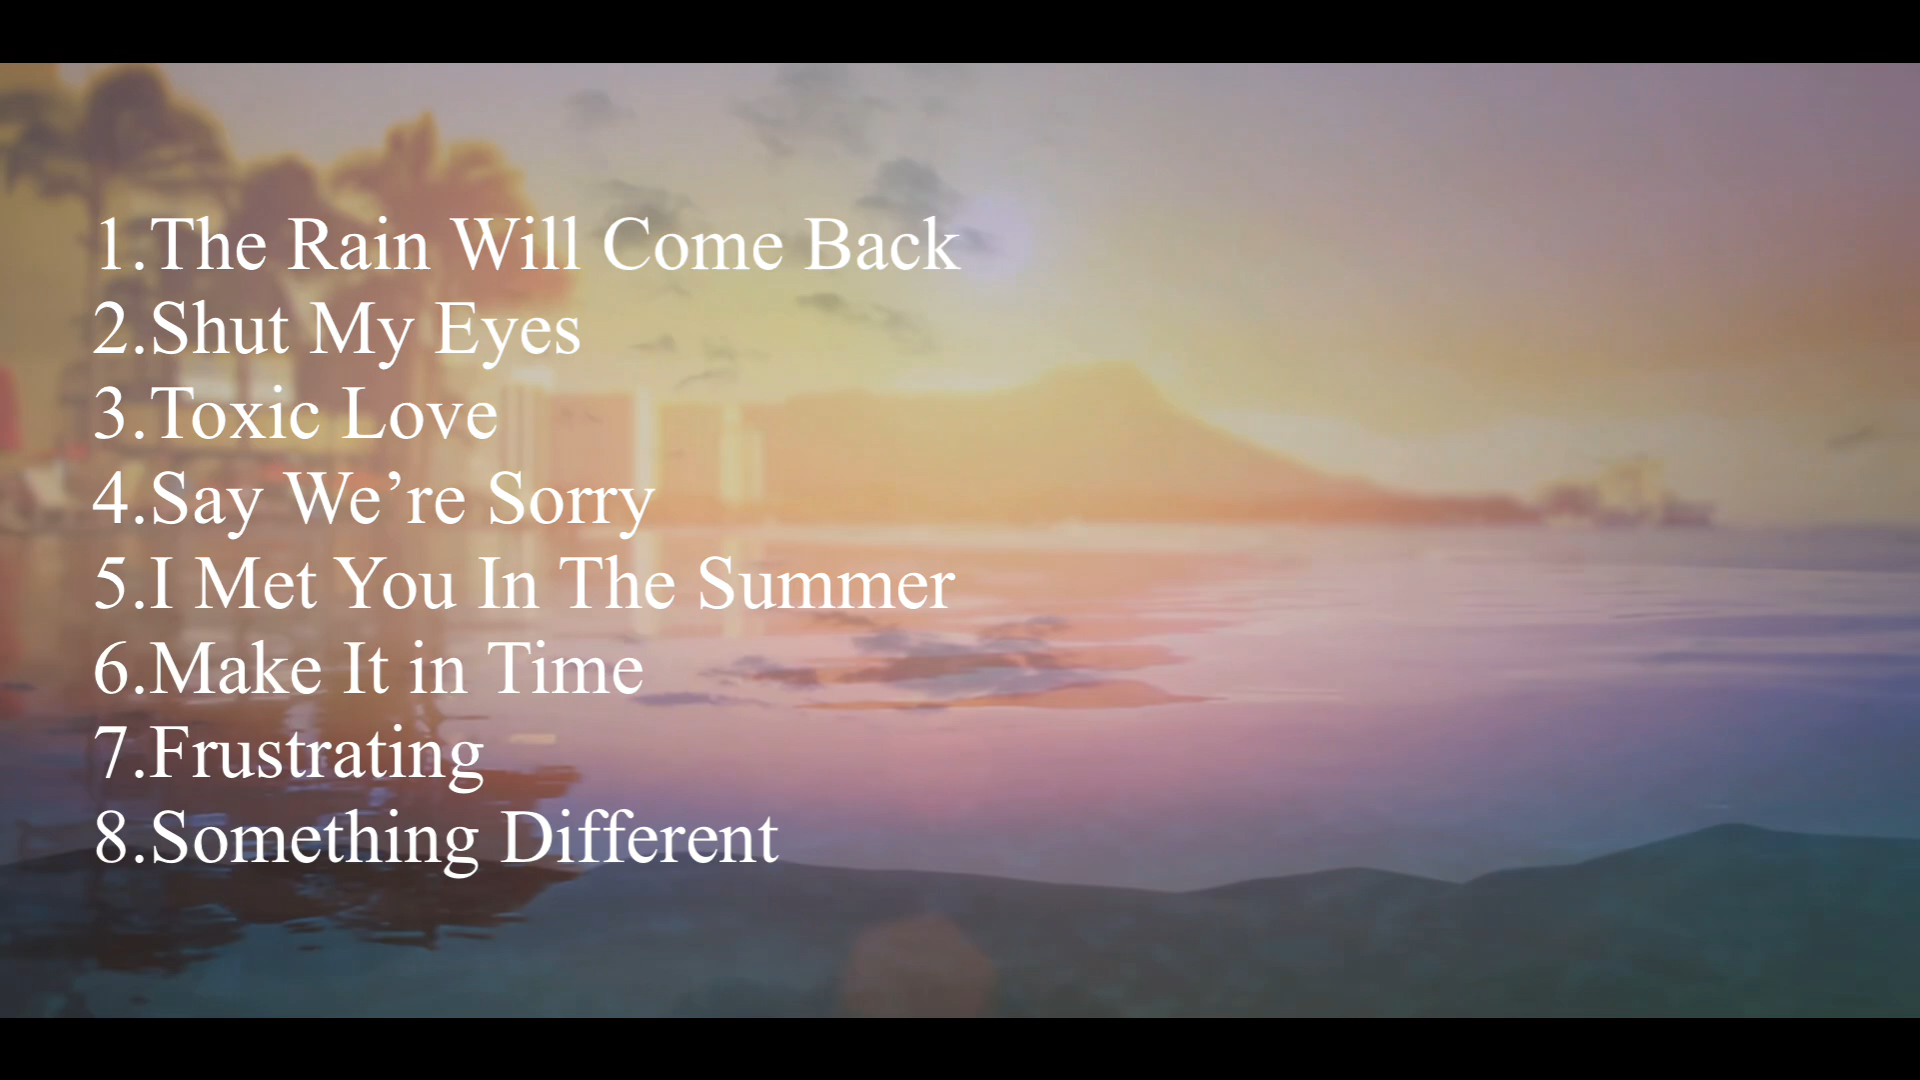 1.The Rain Will Come Back
2.Shut My Eyes
3.Toxic Love
4.Say We’re Sorry
5.I Met You In The Summer
6.Make It in Time
7.Frustrating
8.Something Different